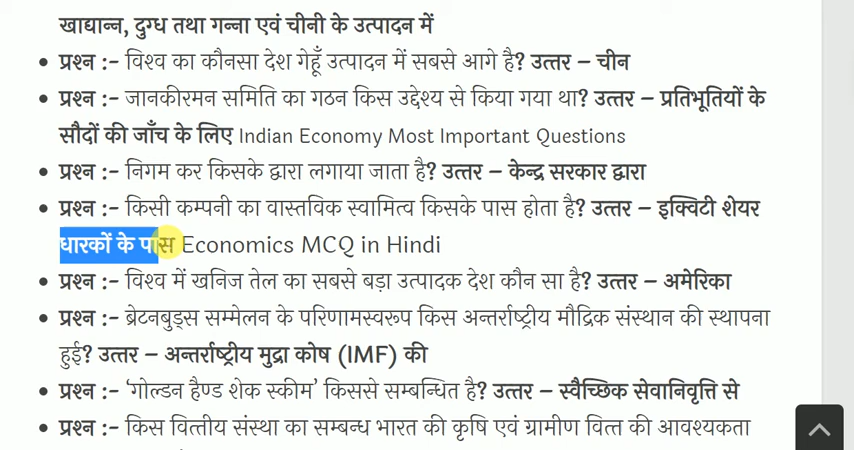 खाद्यान्न, दुग्ध तथा गन्ना एवं चीनी के उत्पादन में
• प्रश्न :- विश्व का कौनसा देश गेहूँ उत्पादन में सबसे आगे है? उत्तर – चीन
• प्रश्न :- जानकीरमन समिति का गठन किस उद्देश्य से किया गया था? उत्तर – प्रतिभूतियों के
सौदों की जाँच के लिए Indian Economy Most Important Questions
• प्रश्न :- निगम कर किसके द्वारा लगाया जाता है? उत्तर – केन्द्र सरकार द्वारा
• प्रश्न :- किसी कम्पनी का वास्तविक स्वामित्व किसके पास होता है? उत्तर – इक्विटी शेयर
धारकों के पास Economics MCQ in Hindi
• प्रश्न :- विश्व में खनिज तेल का सबसे बड़ा उत्पादक देश कौन सा है? उत्तर – अमेरिका
• प्रश्न :- ब्रेटनबुड्स सम्मेलन के परिणामस्वरुप किस अन्तर्राष्ट्रीय मौद्रिक संस्थान की स्थापना
हुई? उत्तर – अन्तर्राष्ट्रीय मुद्रा कोष (IMF) की
• प्रश्न :- ‘गोल्डन हैण्ड शेक स्कीम’ किससे सम्बन्धित है? उत्तर – स्वैच्छिक सेवानिवृत्ति से
• प्रश्न :- किस वित्तीय संस्था का सम्बन्ध भारत की कृषि एवं ग्रामीण वित्त की आवश्यकता